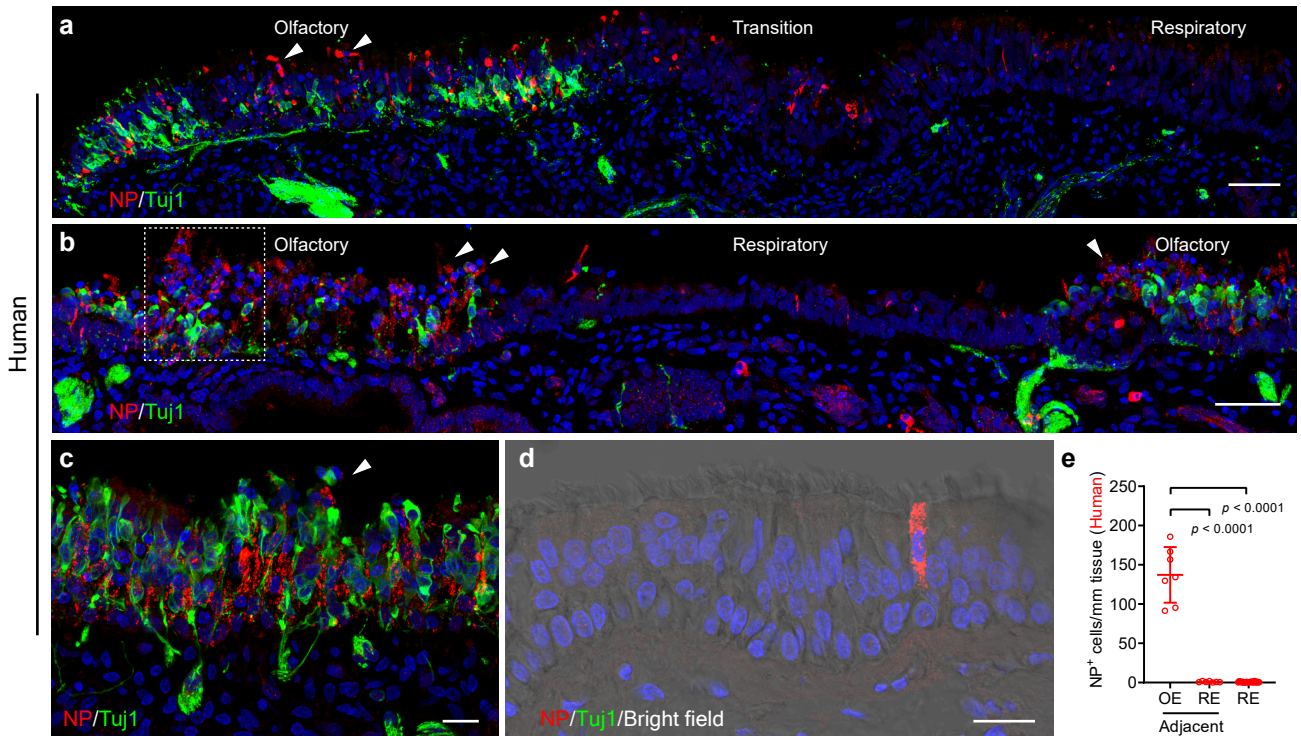 Human
a
Olfactory
Transition
Respiratory
NP/Tuj1
b
Olfactory
Respiratory
Olfactory
NP/Tuj1
c
NP/Tuj1
d
NP/Tuj1/Bright field
e
NP⁺ cells/mm tissue (Human)
250
200
150
100
50
0
p < 0.0001
p < 0.0001
OE RE RE
Adjacent